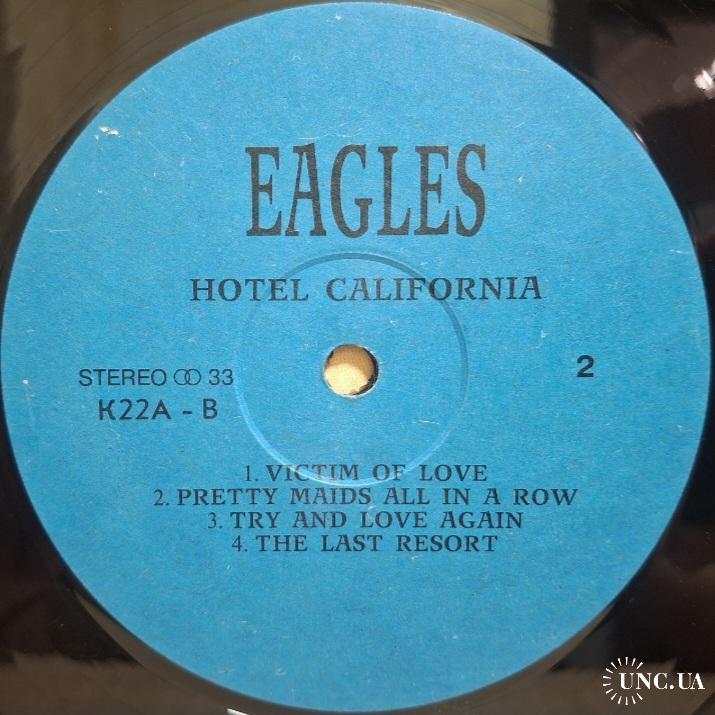 EAGLES
HOTEL CALIFORNIA
STEREO ꝏ 33
2
K22A - B
1. VICTIM OF LOVE
2. PRETTY MAIDS ALL IN A ROW
3. TRY AND LOVE AGAIN
4. THE LAST RESORT
UNC.UA